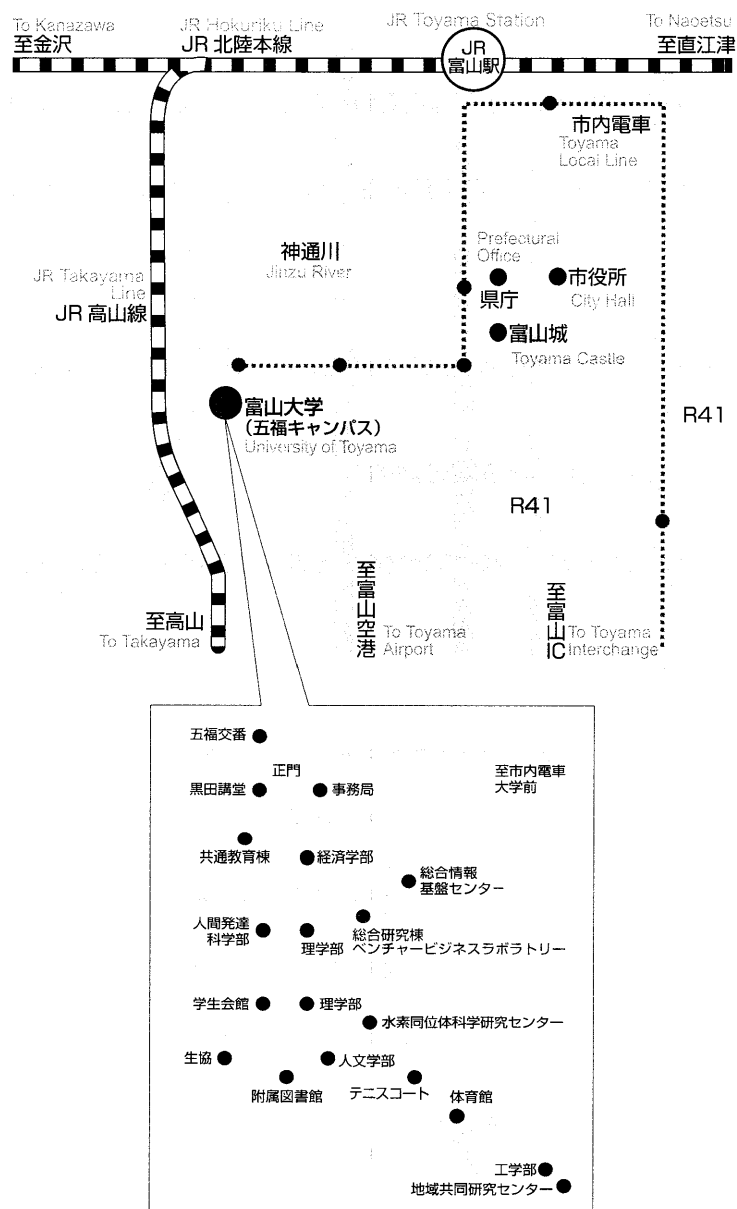 To Kanazawa
至金沢
JR Hokuriku Line
JR 北陸本線
JR Toyama Station
JR
富山駅
To Naoetsu
至直江津
市内電車
Toyama
Local Line
神通川
Jinzu River
Prefectural
Office
県庁
市役所
City Hall
JR Takayama
Line
JR 高山線
富山城
Toyama Castle
富山大学
(五福キャンパス)
University of Toyama
R41
R41
至高山
To Takayama
至富山空港
To Toyama
Airport
至富山IC
To Toyama
Interchange
五福交番
正門
黒田講堂
事務局
至市内電車
大学前
共通教育棟
経済学部
総合情報
基盤センター
人間発達
科学部
理学部
総合研究棟
ベンチャービジネスラボラトリー
学生会館
理学部
水素同位体科学研究センター
生協
人文学部
附属図書館
テニスコート
体育館
工学部
地域共同研究センター